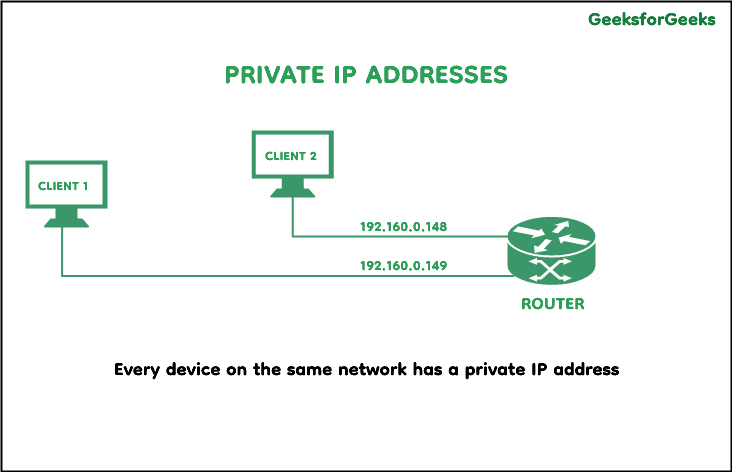 GeeksforGeeks
PRIVATE IP ADDRESSES
CLIENT 2
CLIENT 1
192.160.0.148
192.160.0.149
ROUTER
Every device on the same network has a private IP address